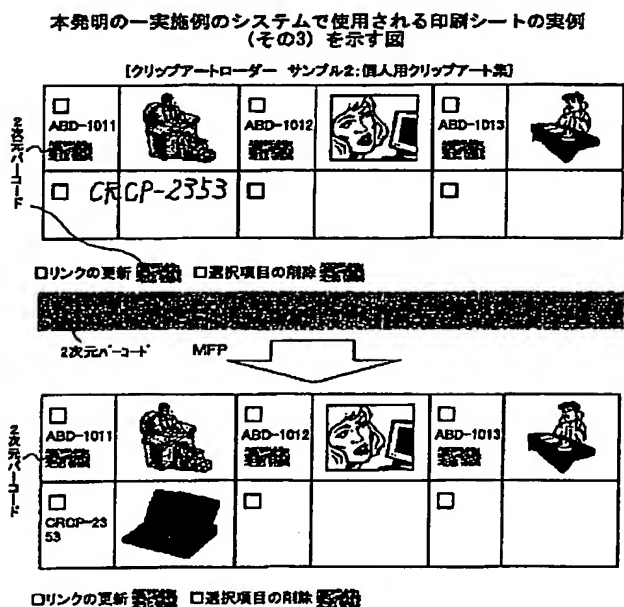 本発明の一実施例のシステムで使用される印刷シートの実例
(その3) を示す図
[クリップアートローダー サンプル2:個人用クリップアート集]
2次元バーコード
ABD-1011
ABD-1012
ABD-1013
CRCP-2353
□リンクの更新 □選択項目の削除
2次元バーコード MFP
2次元バーコード
ABD-1011
ABD-1012
ABD-1013
CRCP-23
53
□リンクの更新 □選択項目の削除